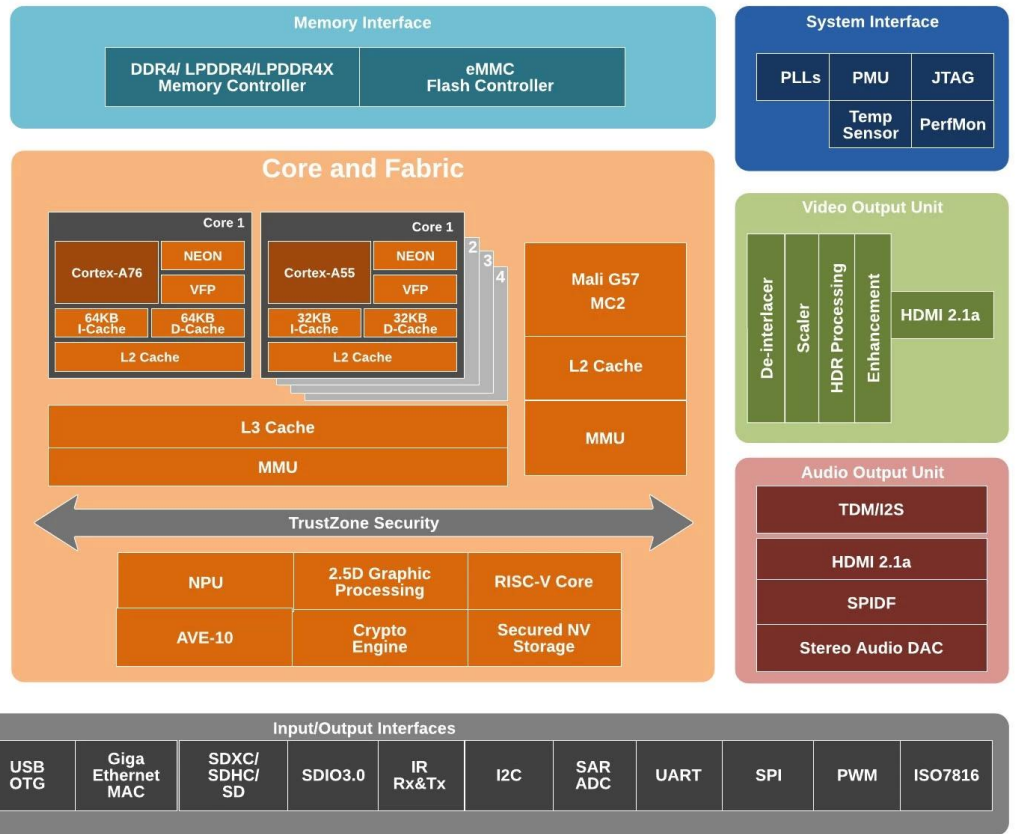 Memory Interface
DDR4/ LPDDR4/LPDDR4X
Memory Controller
eMMC
Flash Controller
System Interface
PLLs
PMU
JTAG
Temp
Sensor
PerfMon
Core and Fabric
Core 1
Cortex-A76
NEON
VFP
64KB
I-Cache
64KB
D-Cache
L2 Cache
Core 1
2
3
4
Cortex-A55
NEON
VFP
32KB
I-Cache
32KB
D-Cache
L2 Cache
Mali G57
MC2
L2 Cache
MMU
L3 Cache
MMU
TrustZone Security
NPU
2.5D Graphic
Processing
RISC-V Core
AVE-10
Crypto
Engine
Secured NV
Storage
Video Output Unit
De-interlacer
Scaler
HDR Processing
Enhancement
HDMI 2.1a
Audio Output Unit
TDM/I2S
HDMI 2.1a
SPIDF
Stereo Audio DAC
Input/Output Interfaces
USB
OTG
Giga
Ethernet
MAC
SDXC/
SDHC/
SD
SDIO3.0
IR
Rx&Tx
I2C
SAR
ADC
UART
SPI
PWM
ISO7816